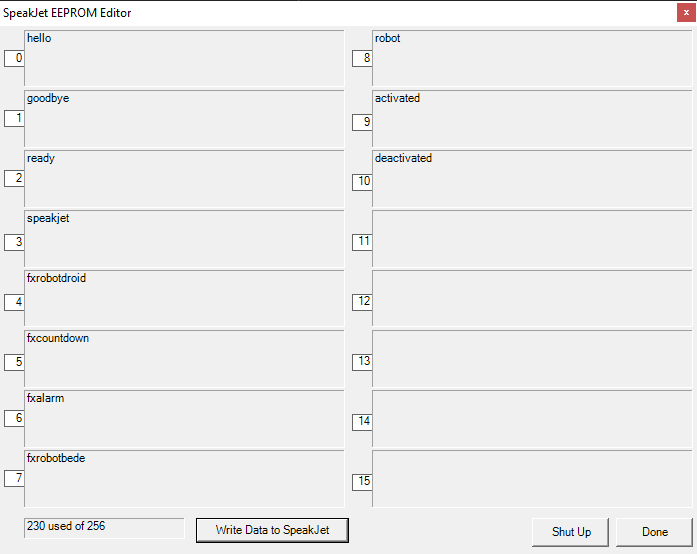 SpeakJet EEPROM Editor
x
0
hello
1
goodbye
2
ready
3
speakjet
4
fxrobotdroid
5
fxcountdown
6
fxalarm
7
fxrobotbede
8
robot
9
activated
10
deactivated
11
12
13
14
15
230 used of 256
Write Data to SpeakJet
Shut Up
Done